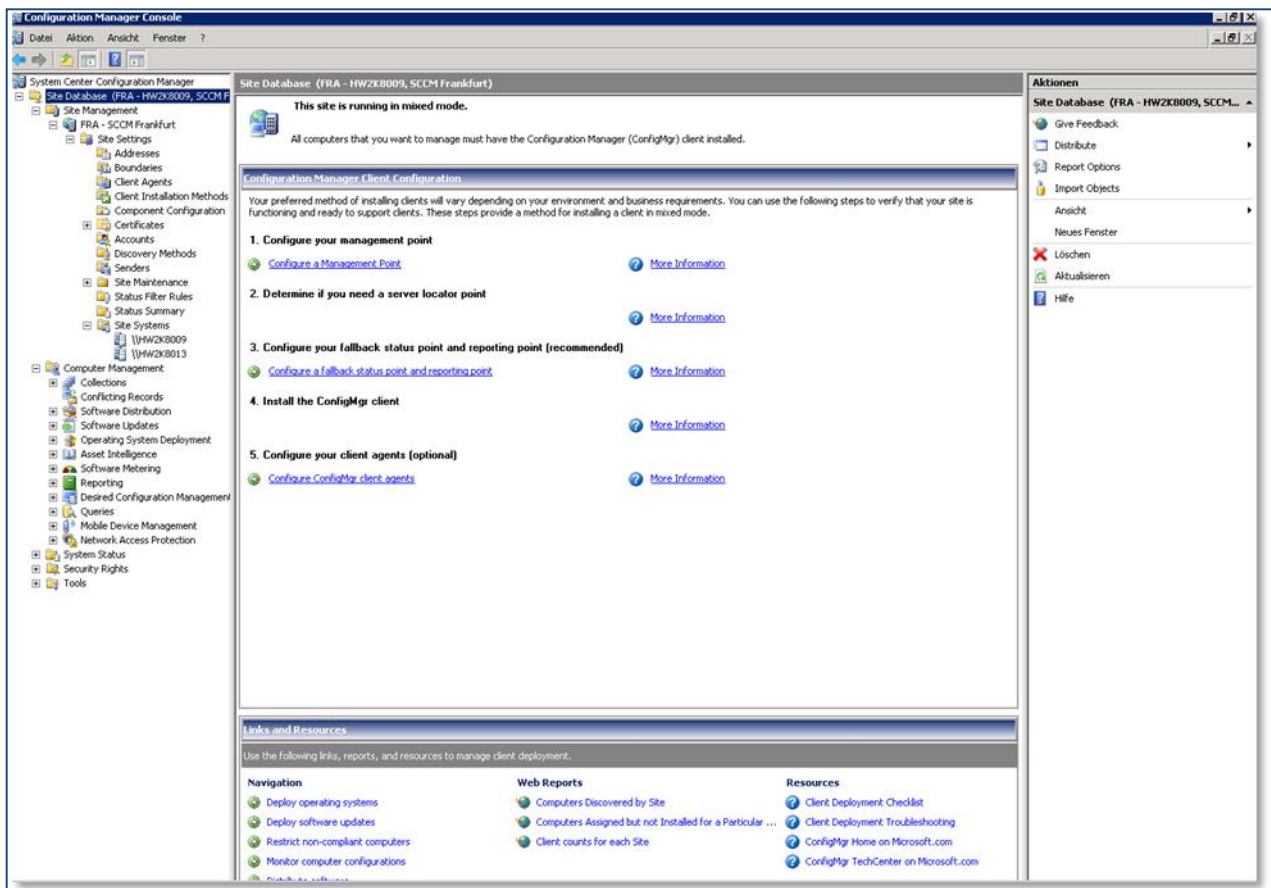 Configuration Manager Console
Datei Aktion Ansicht Fenster ?
System Center Configuration Manager
Site Database (FRA - HW2K8009, SCCM F
Site Management
FRA - SCCM Frankfurt
Site Settings
Addresses
Boundaries
Client Agents
Client Installation Methods
Component Configuration
Certificates
Accounts
Discovery Methods
Senders
Site Maintenance
Status Filter Rules
Status Summary
Site Systems
\\HW2K8009
\\HW2K8013
Computer Management
Collections
Conflicting Records
Software Distribution
Software Updates
Operating System Deployment
Asset Intelligence
Software Metering
Reporting
Desired Configuration Management
Queries
Mobile Device Management
Network Access Protection
System Status
Security Rights
Tools
Site Database (FRA - HW2K8009, SCCM Frankfurt)
This site is running in mixed mode.
All computers that you want to manage must have the Configuration Manager (ConfigMgr) client installed.
Configuration Manager Client Configuration
Your preferred method of installing clients will vary depending on your environment and business requirements. You can use the following steps to verify that your site is
functioning and ready to support clients. These steps provide a method for installing a client in mixed mode.
1. Configure your management point
Configure a Management Point More Information
2. Determine if you need a server locator point
More Information
3. Configure your fallback status point and reporting point (recommended)
Configure a fallback status point and reporting point More Information
4. Install the ConfigMgr client
More Information
5. Configure your client agents (optional)
Configure ConfigMgr client agents More Information
Links and Resources
Use the following links, reports, and resources to manage client deployment.
Navigation
Deploy operating systems
Deploy software updates
Restrict non-compliant computers
Monitor computer configurations
Distribute software
Web Reports
Computers Discovered by Site
Computers Assigned but not Installed for a Particular ...
Client counts for each Site
Resources
Client Deployment Checklist
Client Deployment Troubleshooting
ConfigMgr Home on Microsoft.com
ConfigMgr TechCenter on Microsoft.com
Aktionen
Site Database (FRA - HW2K8009, SCCM...
Give Feedback
Distribute
Report Options
Import Objects
Ansicht
Neues Fenster
Löschen
Aktualisieren
Hilfe